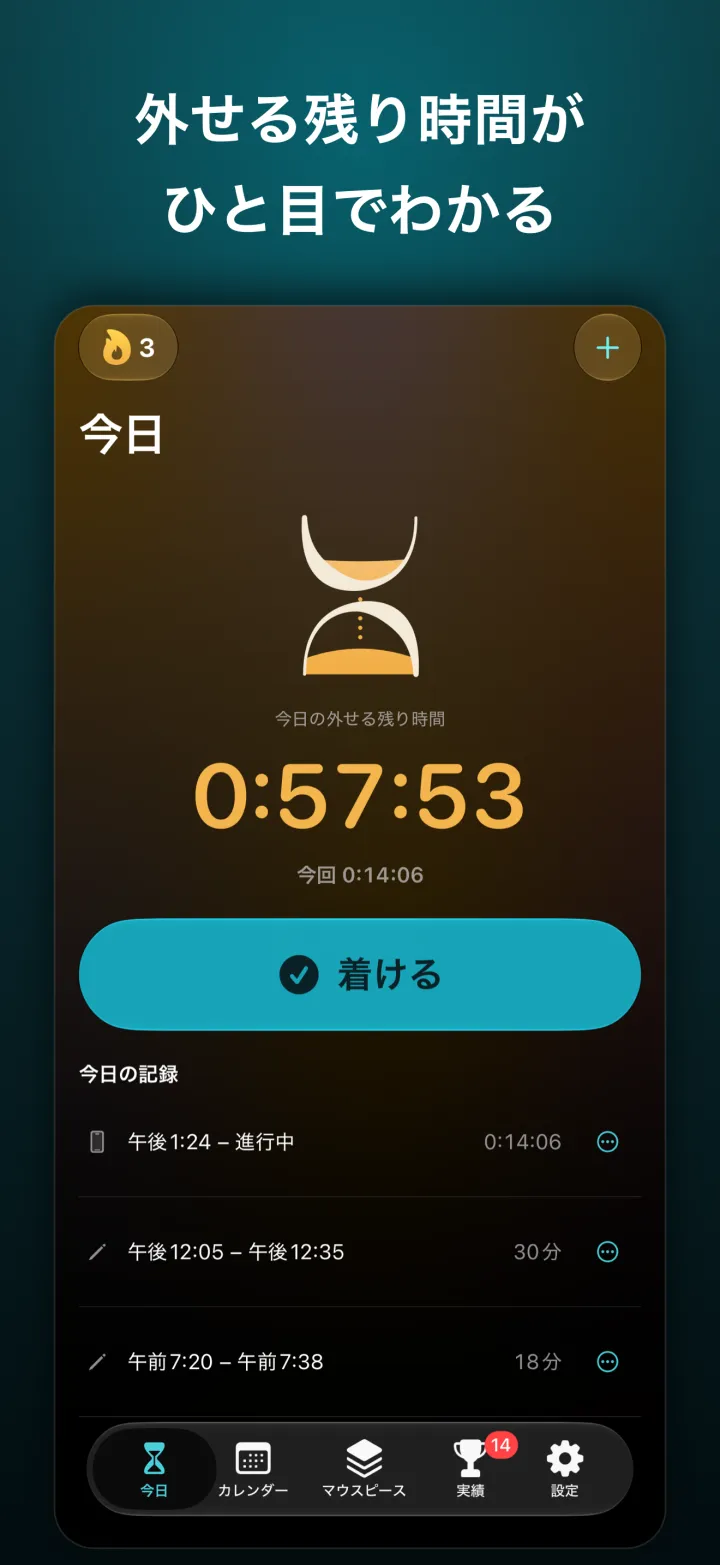 外せる残り時間が
ひと目でわかる
3
今日
今日の外せる残り時間
0:57:53
今回 0:14:06
着ける
今日の記録
午後1:24 – 進行中 0:14:06
午後12:05 – 午後12:35 30分
午前7:20 – 午前7:38 18分
14
今日 カレンダー マウスピース 実績 設定